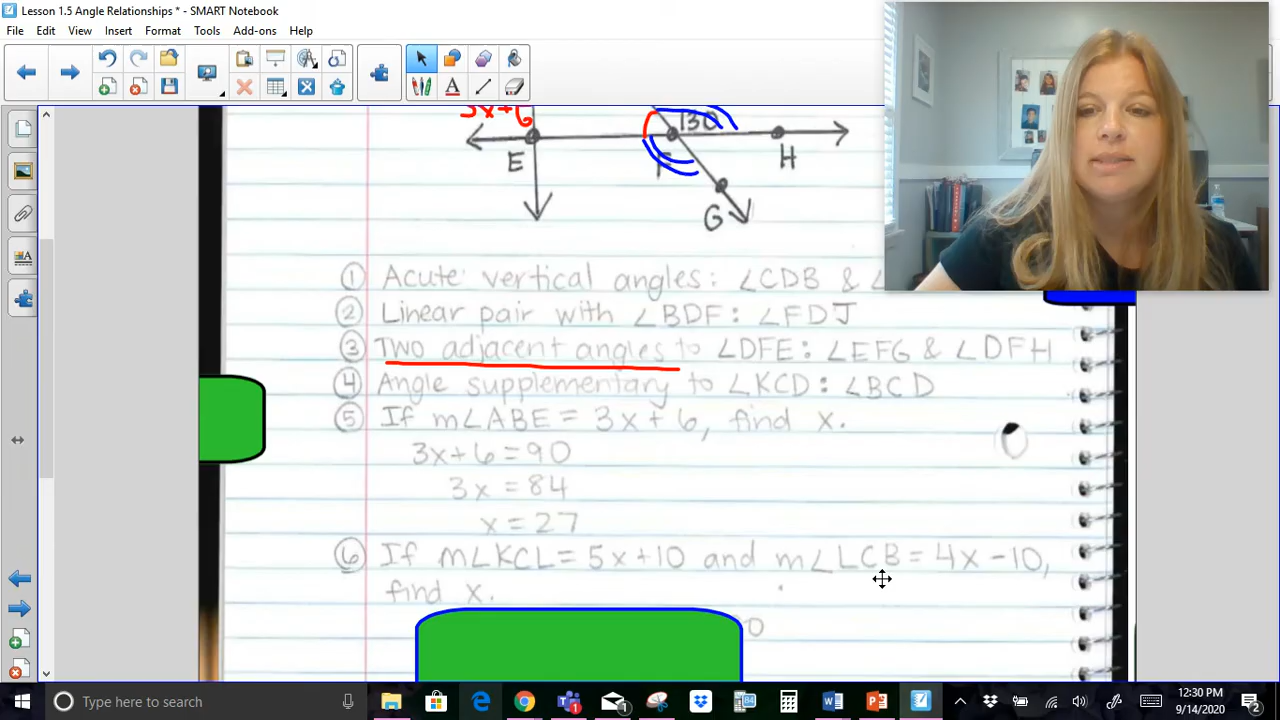 Lesson 1.5 Angle Relationships * - SMART Notebook
File Edit View Insert Format Tools Add-ons Help
3x+6
130
E
F
H
G
① Acute vertical angles: ∠CDB & ∠
② Linear pair with ∠BDF: ∠FDJ
③ Two adjacent angles to ∠DFE: ∠EFG & ∠DFH
④ Angle supplementary to ∠KCD: ∠BCD
⑤ If m∠ABE = 3x+6, find x.
3x+6=90
3x =84
x=27
⑥ If m∠KCL= 5x+10 and m∠LCB= 4x-10,
find x.
0
Type here to search
12:30 PM
9/14/2020